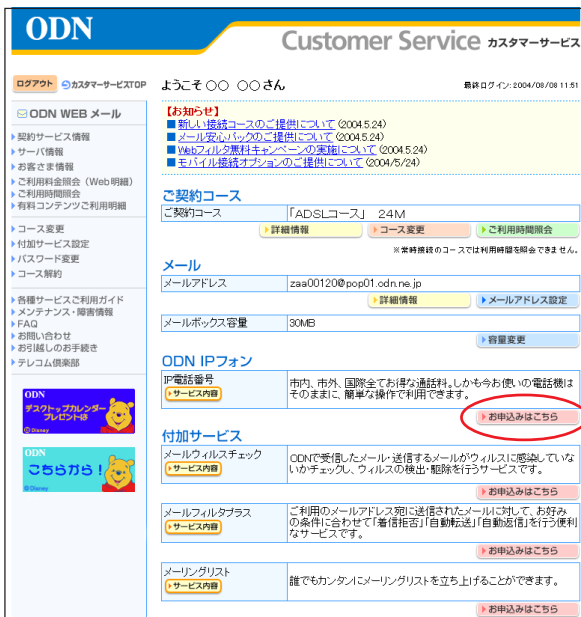 ODN
Customer Service カスタマーサービス
ログアウト
カスタマーサービスTOP
ようこそ○○ ○○さん
最終ログイン:2004/08/08 11:51
ODN WEB メール
契約サービス情報
サーバ情報
お客さま情報
ご利用料金照会（Web明細）
ご利用時間照会
有料コンテンツご利用明細
コース変更
付加サービス設定
パスワード変更
コース解約
各種サービスご利用ガイド
メンテナンス・障害情報
FAQ
お問い合わせ
お引越しのお手続き
テレコム倶楽部
ODN
デスクトップカレンダー
プレゼント
© Disney
ODN
こちらから!
© Disney
【お知らせ】
新しい接続コースのご提供について(2004.5.24)
メール安心パックのご提供について(2004.5.24)
Webフィルタ無料キャンペーンの実施について(2004.5.24)
モバイル接続オプションのご提供について(2004/5/24)
ご契約コース
ご契約コース
「ADSLコース」 24M
詳細情報
コース変更
ご利用時間照会
※常時接続のコースでは利用時間を照会できません。
メール
メールアドレス
zaa00120@pop01.odn.ne.jp
詳細情報
メールアドレス設定
メールボックス容量
30MB
容量変更
ODN IPフォン
IP電話番号
サービス内容
市内、市外、国際全てお得な通話料。しかも今お使いの電話機は
そのままに、簡単な操作で利用できます。
お申込みはこちら
付加サービス
メールウィルスチェック
サービス内容
ODNで受信したメール・送信するメールがウィルスに感染していな
いかチェックし、ウィルスの検出・駆除を行うサービスです。
お申込みはこちら
メールフィルタプラス
サービス内容
ご利用のメールアドレス宛に送信されたメールに対して、お好み
の条件に合わせて「着信拒否」「自動転送」「自動返信」を行う便利
なサービスです。
お申込みはこちら
メーリングリスト
サービス内容
誰でもカンタンにメーリングリストを立ち上げることができます。
お申込みはこちら